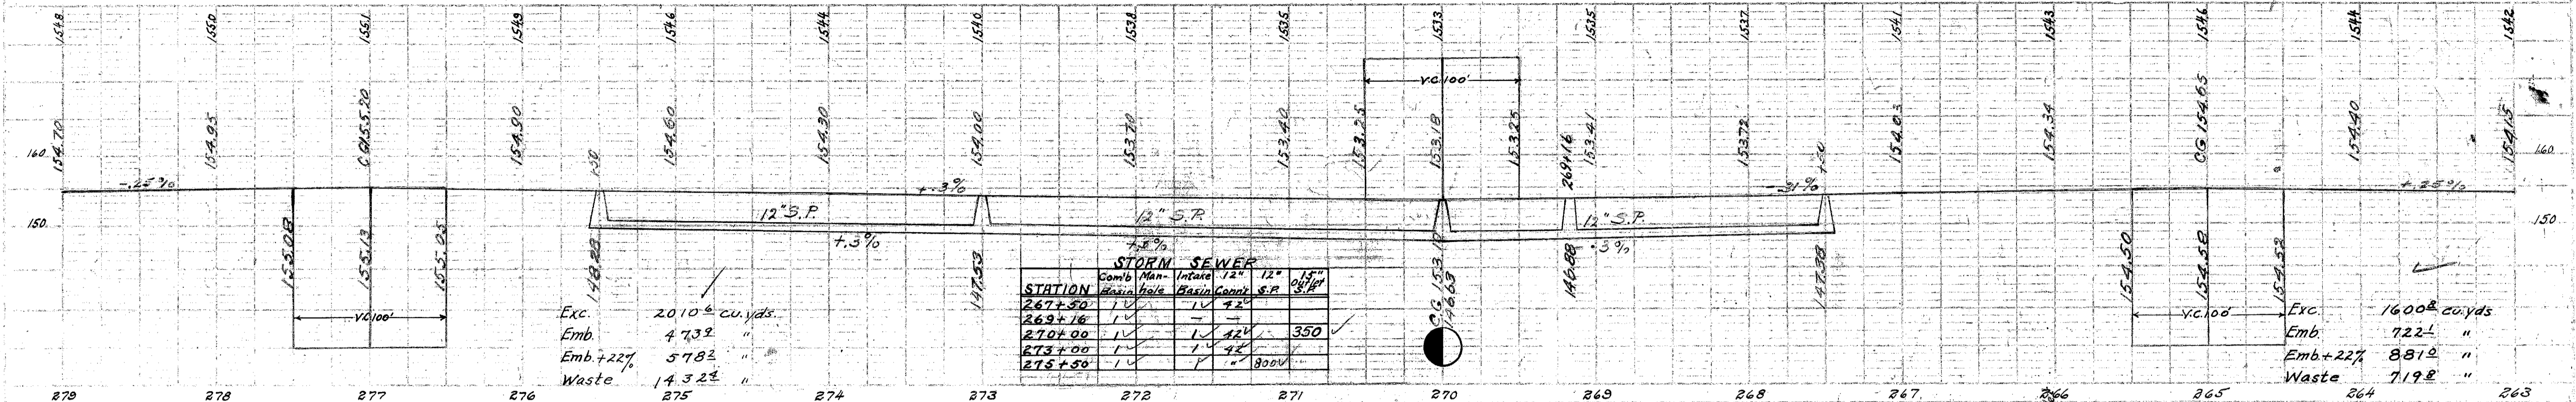 154.8 155.0 155.1 154.9 154.6 154.4 154.0 153.8 153.5 153.3 153.5 153.7 154.1 154.3 154.6 154.4 154.2
V.C. 100'
154.70 154.95 C.G. 155.20 154.90 154.60 154.30 154.00 153.70 153.40 153.25 153.18 153.25 269+16 153.41 153.72 154.03 154.34 C.G. 154.65 154.40 154.15
160 +50 +50 160
-.25% +.3% -.31% +.25%
150 12" S.P. 12" S.P. 12" S.P. 150
+.3% +.3% .3%
155.08 155.13 155.05 148.28 147.53 C.G. 153.10 146.63 146.88 147.38 154.50 154.58 154.52
V.C. 100' V.C. 100'
STORM SEWER
STATION Comb Basin Man-hole Intake Basin 12" Conn's 12" S.P. 15" Outlet S.P.
267+50 1 1 42
269+16 1 — —
270+00 1 1 42 350
273+00 1 1 42
275+50 1 1 " 800
Exc. 2010.6 cu.yds.
Emb. 473.9 "
Emb.+22% 578.2 "
Waste 1432.4 "
Exc. 1600.8 cu.yds
Emb. 722.1 "
Emb.+22% 881.0 "
Waste 719.8 "
279 278 277 276 275 274 273 272 271 270 269 268 267 266 265 264 263